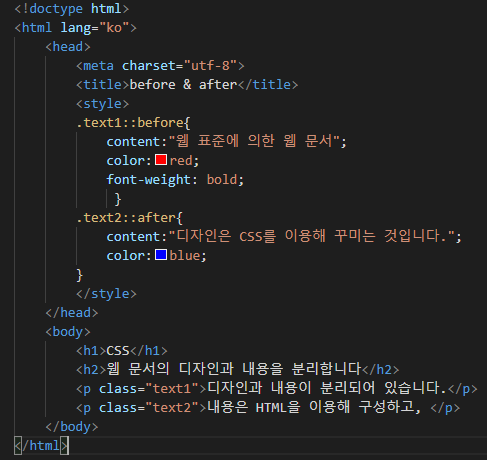 <!doctype html>
<html lang="ko">
    <head>
        <meta charset="utf-8">
        <title>before & after</title>
        <style>
        .text1::before{
            content:"웹 표준에 의한 웹 문서";
            color:red;
            font-weight: bold;
             }
        .text2::after{
            content:"디자인은 CSS를 이용해 꾸미는 것입니다.";
            color:blue;
        }
        </style>
    </head>
    <body>
        <h1>CSS</h1>
        <h2>웹 문서의 디자인과 내용을 분리합니다</h2>
        <p class="text1">디자인과 내용이 분리되어 있습니다.</p>
        <p class="text2">내용은 HTML을 이용해 구성하고, </p>
    </body>
</html>